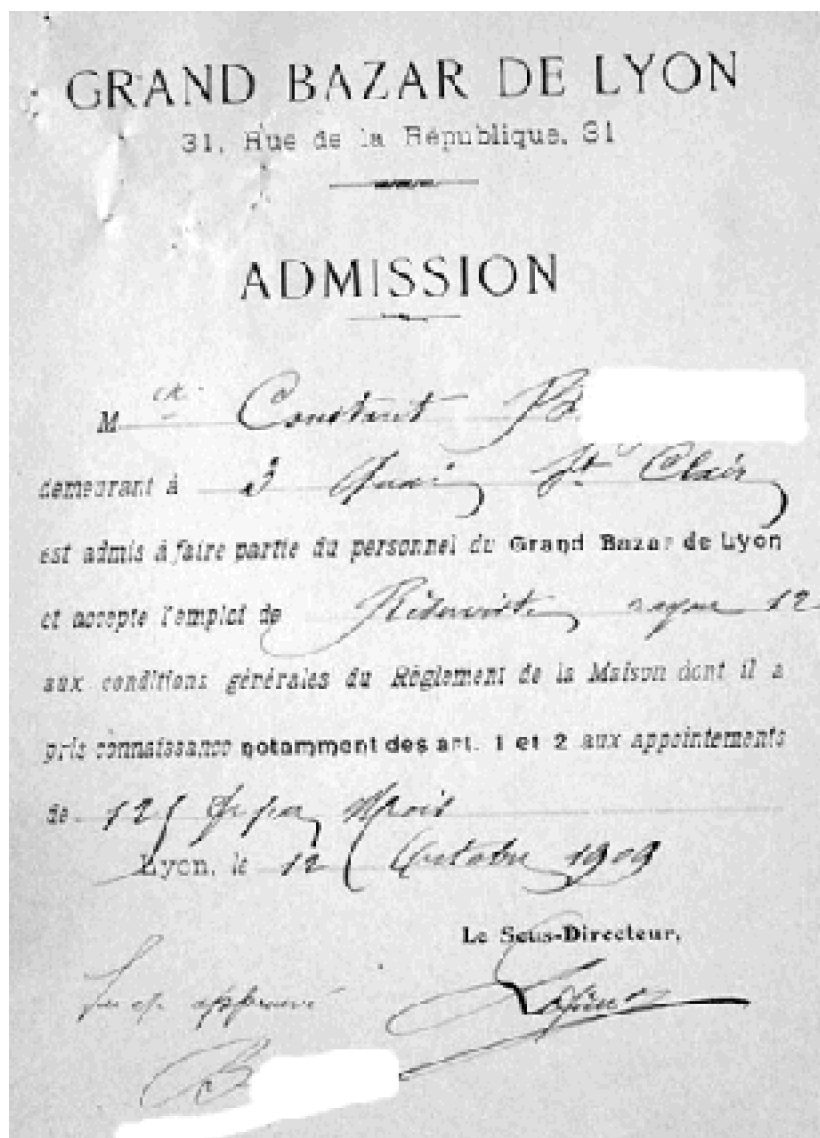 GRAND BAZAR DE LYON
31, Rue de la République, 31
ADMISSION
M Constant
demeurant à 3 Quai St Clair
est admis à faire partie du personnel du Grand Bazar de Lyon
et accepte l'emploi de rayon 12
aux conditions générales du Règlement de la Maison dont il a
pris connaissance notamment des art. 1 et 2 aux appointements
de 125 f par Mois
Lyon, le 12 Octobre 1909
Le Sous-Directeur,
Lu et approuvé
B